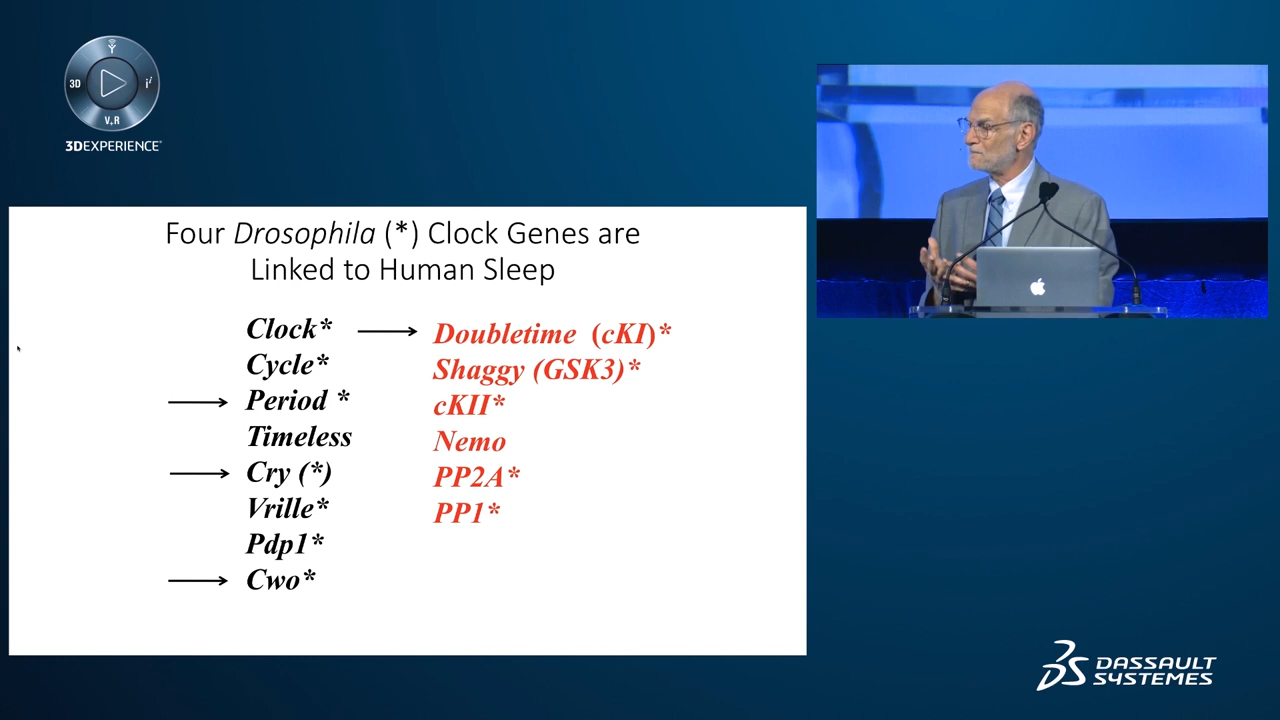 3D
i
V,R
3DEXPERIENCE
Four Drosophila (*) Clock Genes are
Linked to Human Sleep
Clock*
Cycle*
Period *
Timeless
Cry (*)
Vrille*
Pdp1*
Cwo*
Doubletime (cKI)*
Shaggy (GSK3)*
cKII*
Nemo
PP2A*
PP1*
DASSAULT
SYSTEMES